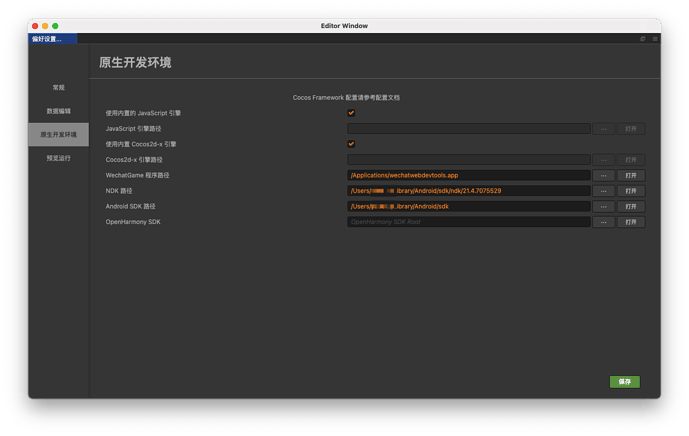 Editor Window
偏好设置...
原生开发环境
常规
数据编辑
原生开发环境
预览运行
Cocos Framework 配置请参考配置文档
使用内置的 JavaScript 引擎
JavaScript 引擎路径
... 打开
使用内置 Cocos2d-x 引擎
Cocos2d-x 引擎路径
... 打开
WechatGame 程序路径
/Applications/wechatwebdevtools.app
... 打开
NDK 路径
/Users/ ibrary/Android/sdk/ndk/21.4.7075529
... 打开
Android SDK 路径
/Users/ ibrary/Android/sdk
... 打开
OpenHarmony SDK
OpenHarmony SDK Root
... 打开
保存